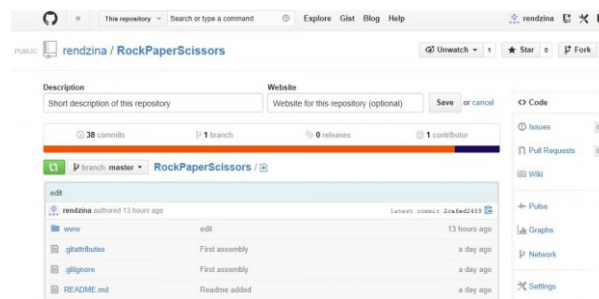 This repository Search or type a command Explore Gist Blog Help rendzina
PUBLIC rendzina / RockPaperScissors Unwatch 1 Star 0 Fork
Description Website
Short description of this repository Website for this repository (optional) Save or cancel
38 commits 1 branch 0 releases 1 contributor
branch: master RockPaperScissors /
edit
rendzina authored 13 hours ago latest commit 2ca6ed2459
www edit 13 hours ago
.gitattributes First assembly a day ago
.gitignore First assembly a day ago
README.md Readme added a day ago
<> Code
Issues
Pull Requests
Wiki
Pulse
Graphs
Network
Settings